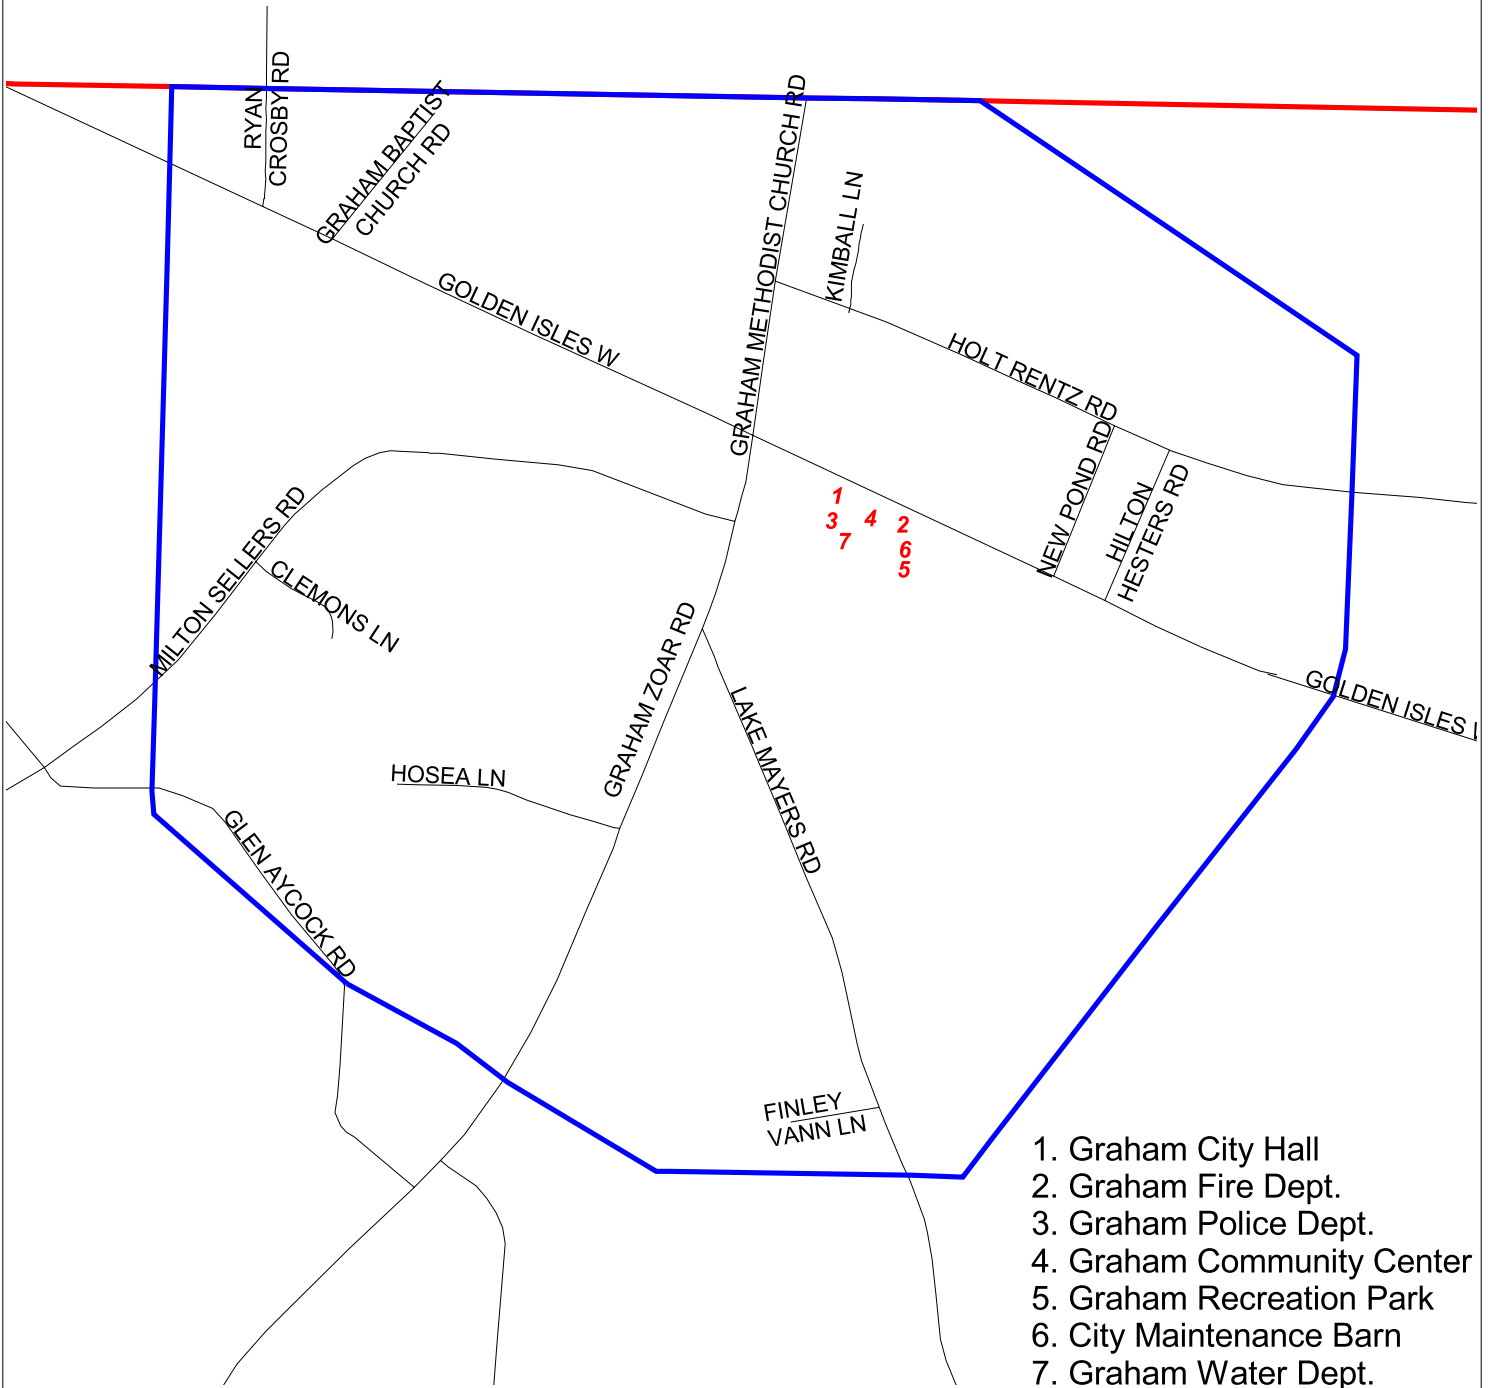 RYAN
CROSBY RD
GRAHAM BAPTIST
CHURCH RD
GRAHAM METHODIST CHURCH RD
KIMBALL LN
GOLDEN ISLES W
HOLT RENTZ RD
NEW POND RD
HILTON
HESTERS RD
MILTON SELLERS RD
CLEMONS LN
1
4
2
3
7
6
5
GRAHAM ZOAR RD
LAKE MAYERS RD
GOLDEN ISLES
HOSEA LN
GLEN AYCOCK RD
FINLEY
VANN LN
1. Graham City Hall
2. Graham Fire Dept.
3. Graham Police Dept.
4. Graham Community Center
5. Graham Recreation Park
6. City Maintenance Barn
7. Graham Water Dept.